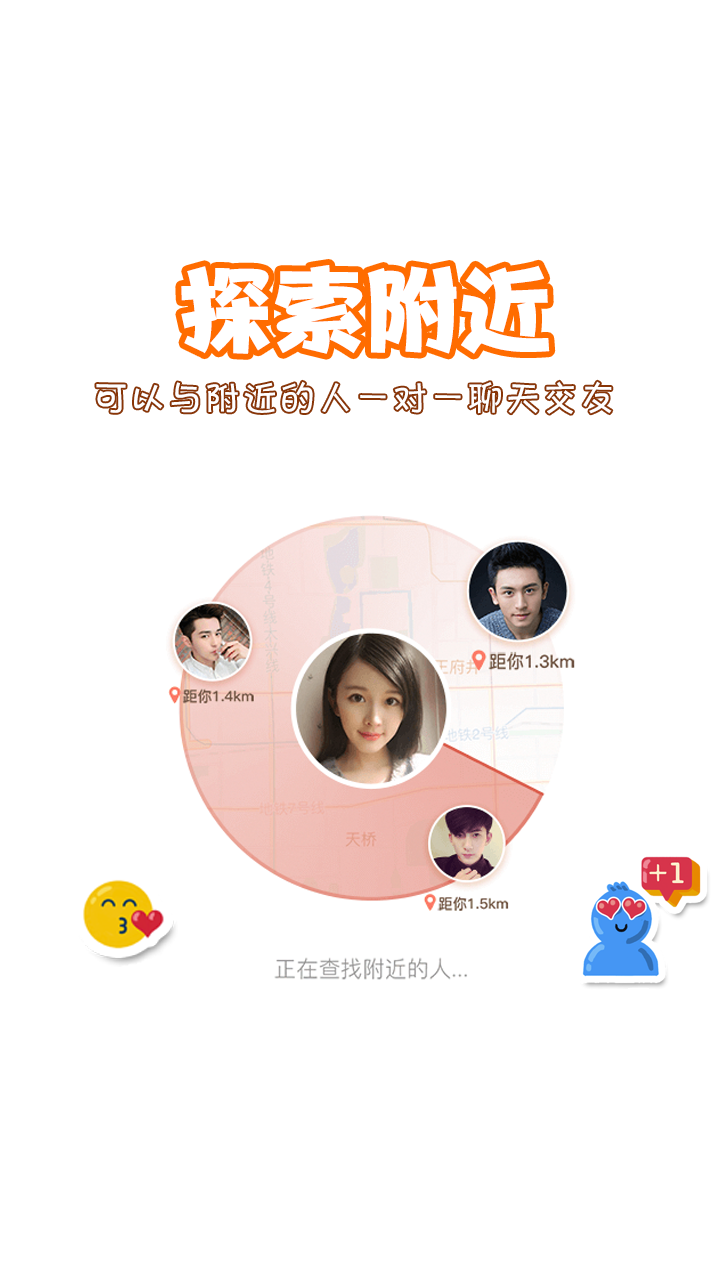 探索附近
可以与附近的人一对一聊天交友
地铁4号线大兴线
王府井
距你1.3km
距你1.4km
地铁2号线
地铁7号线
天桥
距你1.5km
+1
正在查找附近的人...